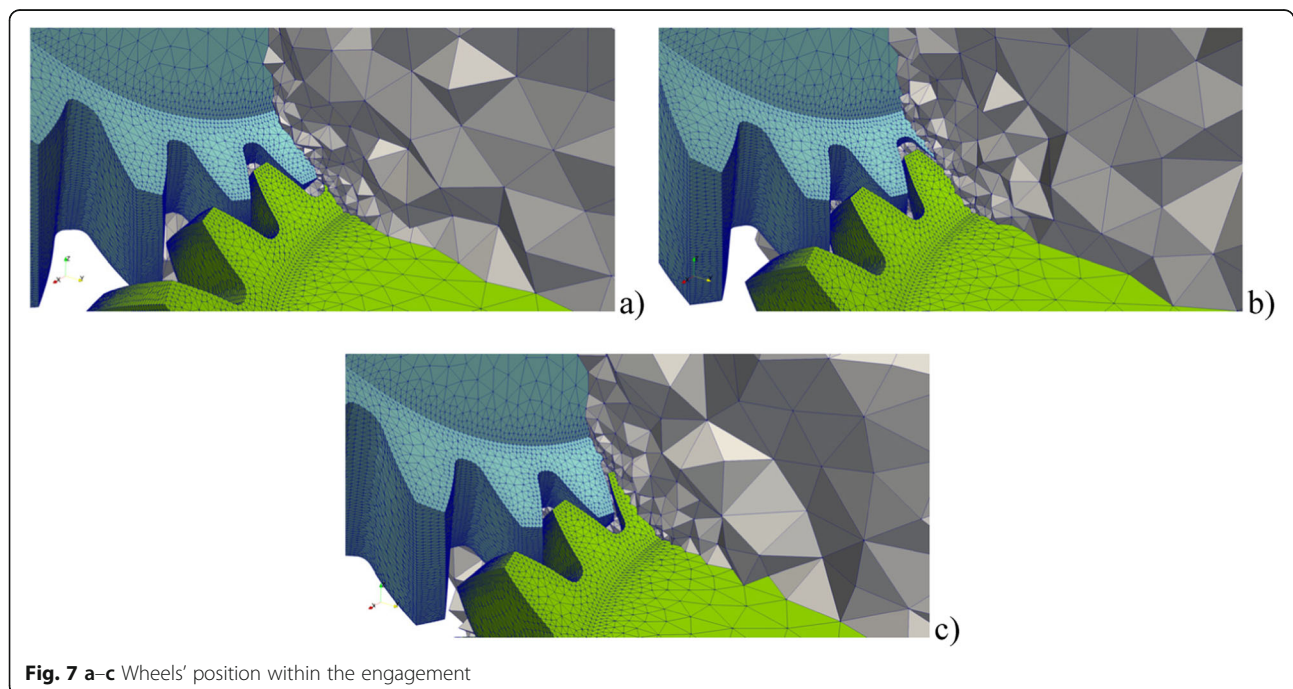 a)
b)
c)
Fig. 7 a–c Wheels' position within the engagement